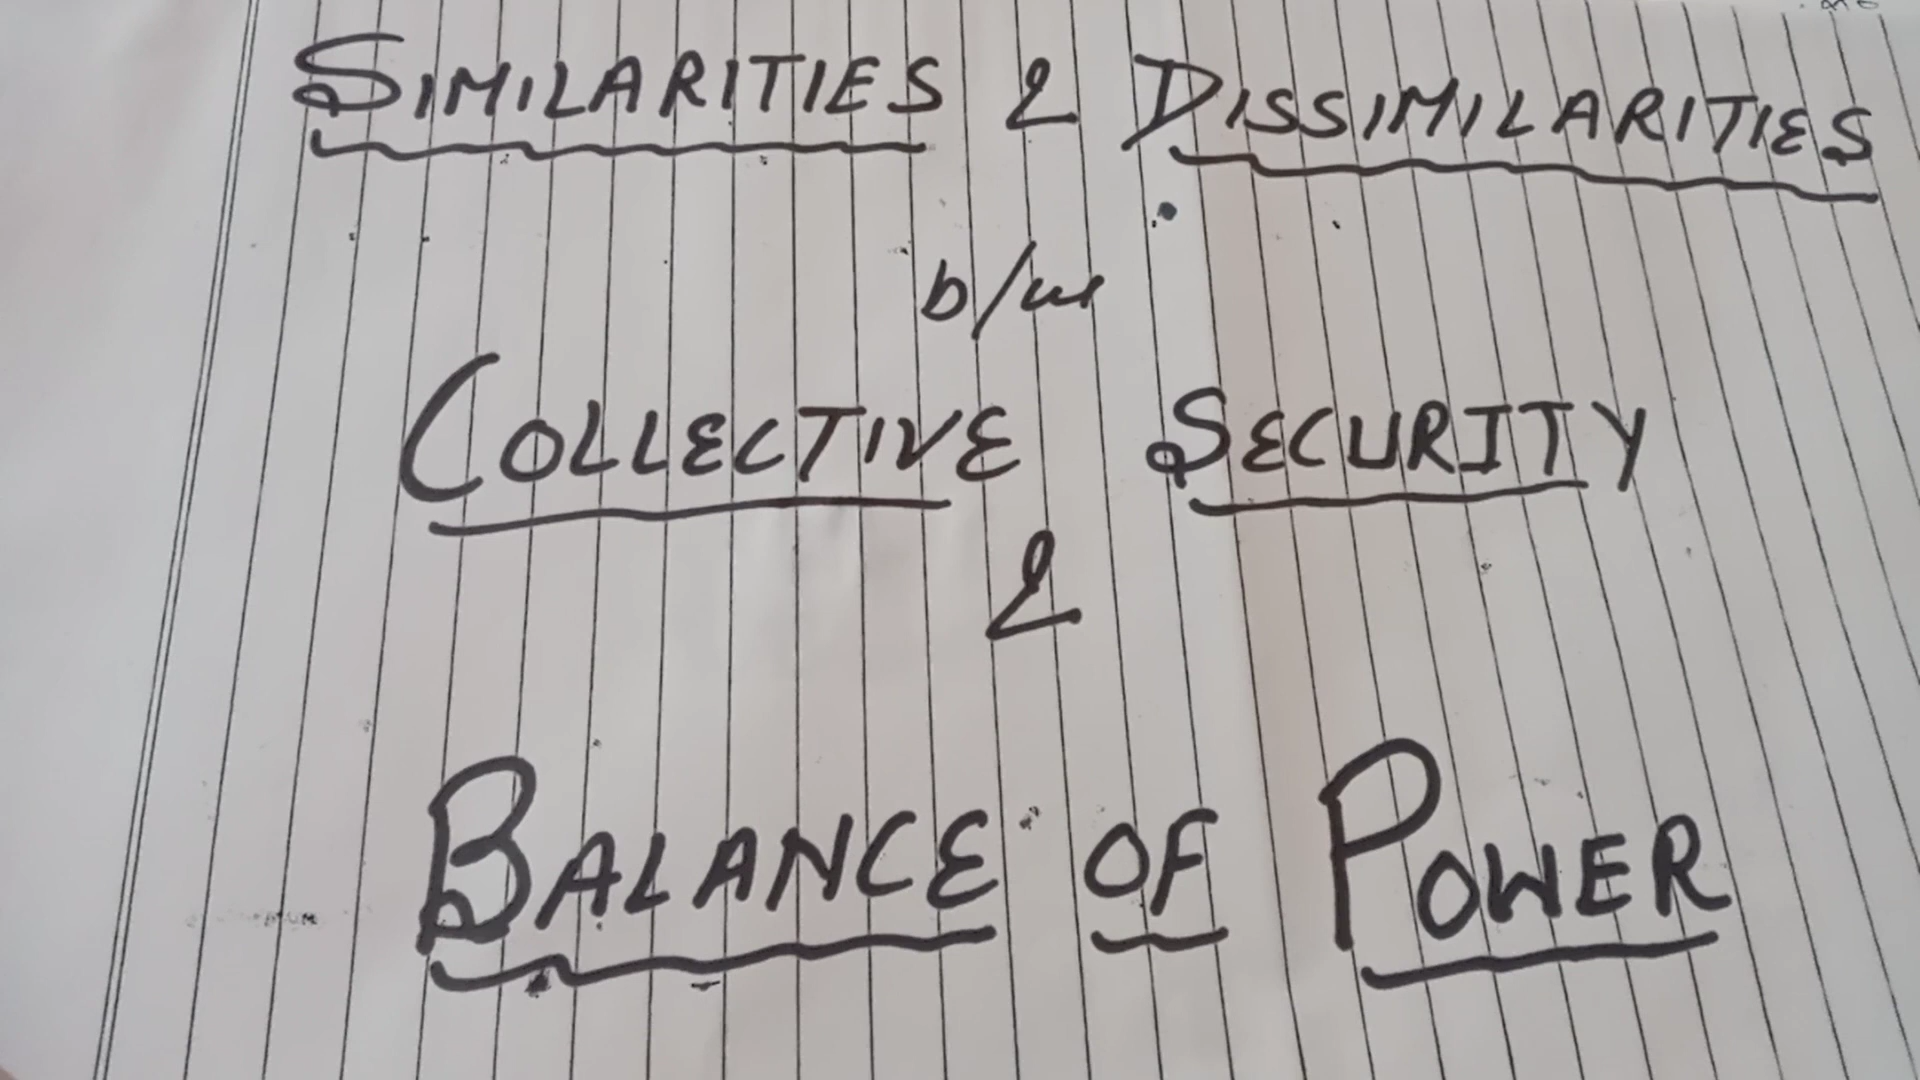 SIMILARITIES & DISSIMILARITIES
b/w
COLLECTIVE SECURITY
&
BALANCE OF POWER